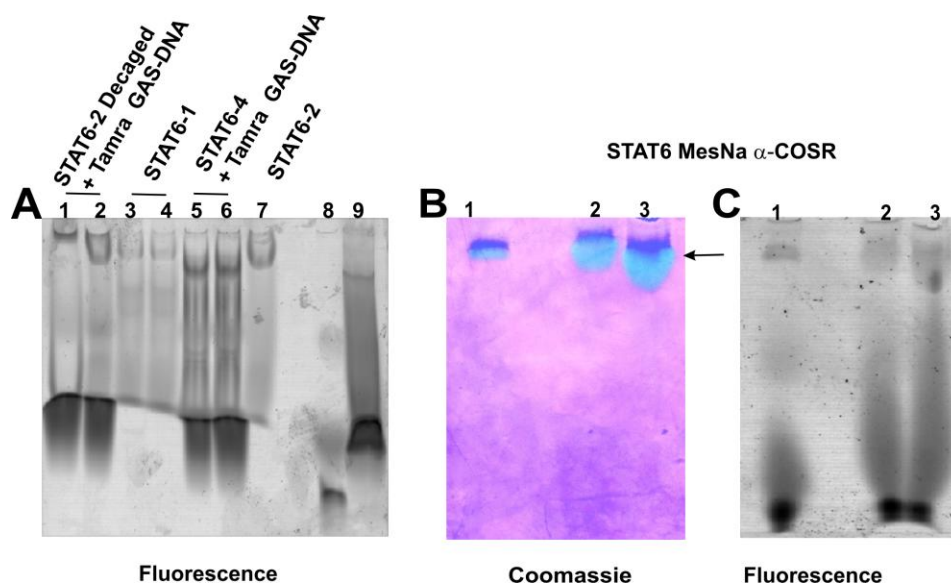 STAT6-2 Decaged
+ Tamra GAS-DNA
STAT6-1
STAT6-4
+ Tamra GAS-DNA
STAT6-2
STAT6 MesNa α-COSR
A
1 2 3 4 5 6 7 8 9
B
1 2 3
C
1 2 3
Fluorescence
Coomassie
Fluorescence